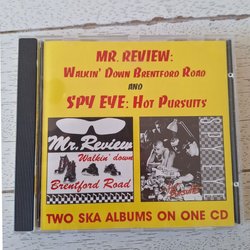 MR. REVIEW:
WALKIN' DOWN BRENTFORD ROAD
AND
SPY EYE: HOT PURSUITS
Mr. Review
Walkin' down
Brentford Road
TWO SKA ALBUMS ON ONE CD